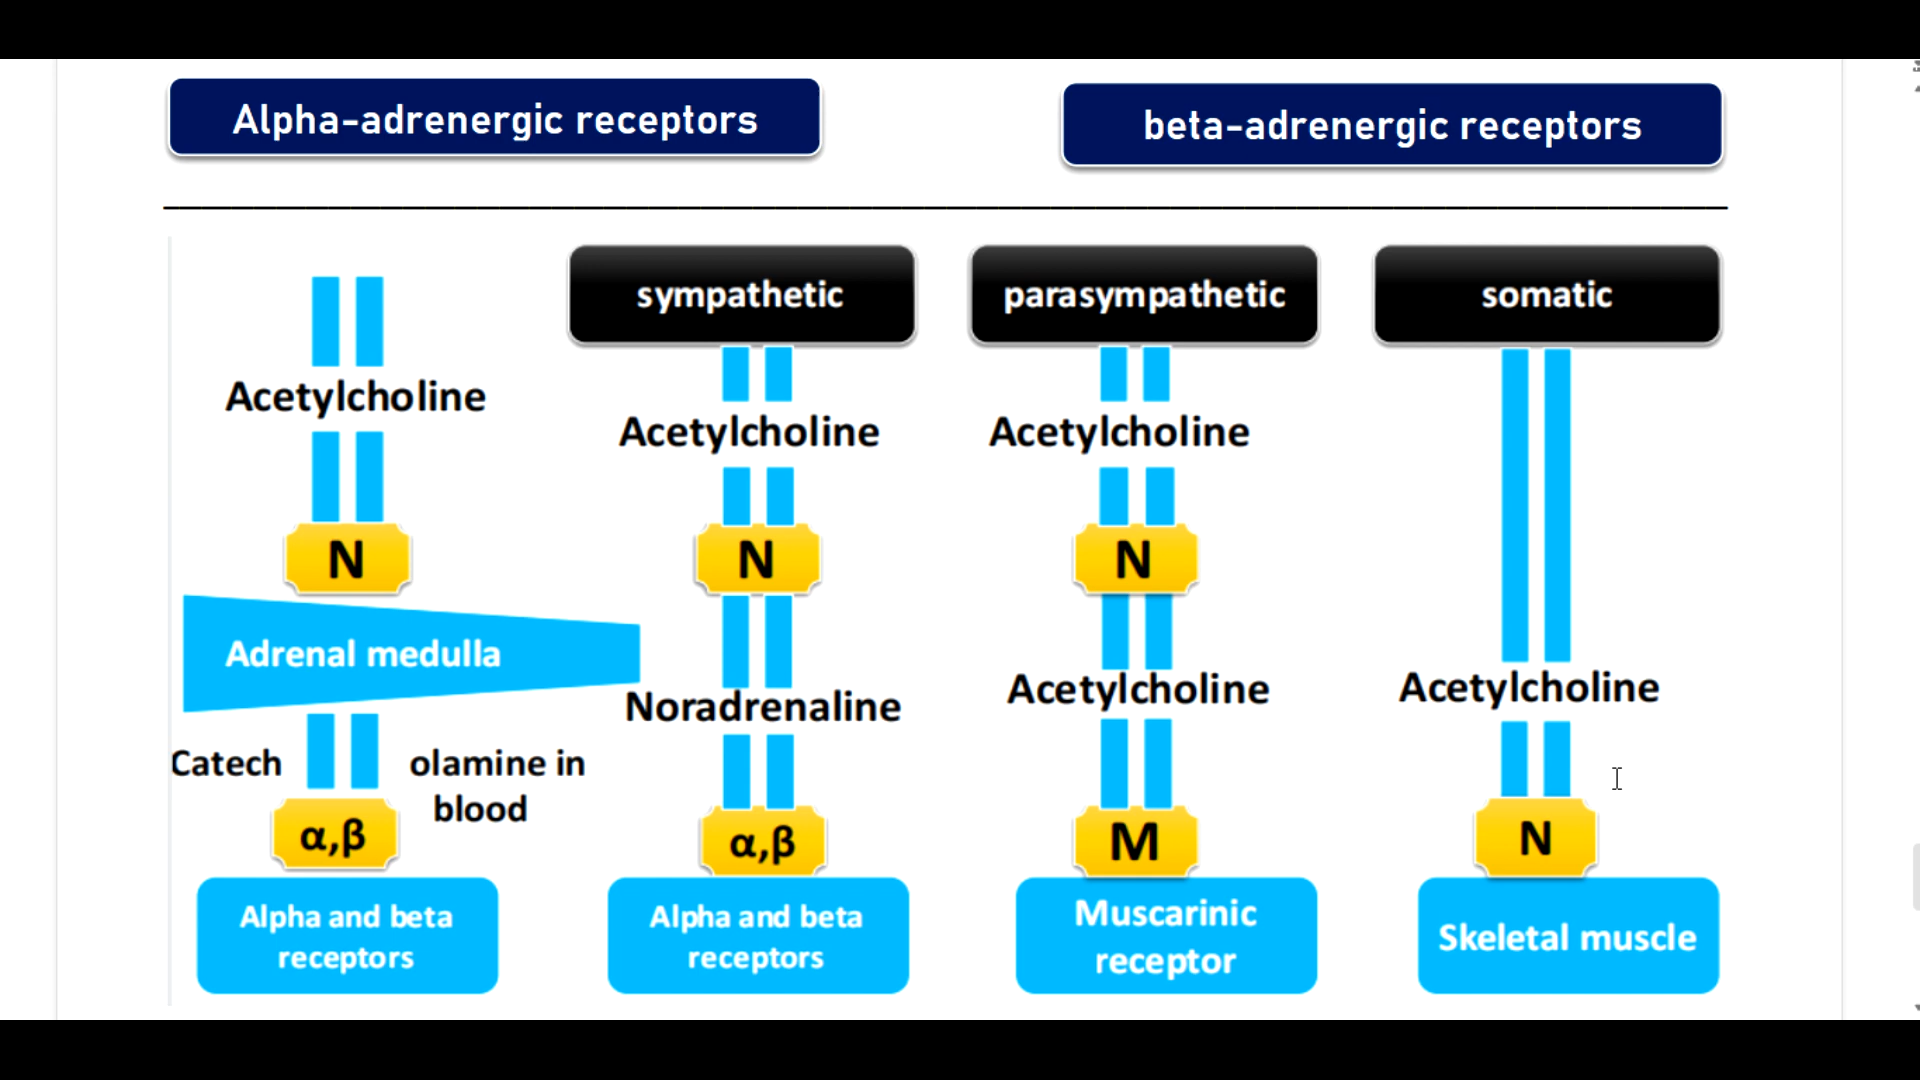 Alpha-adrenergic receptors
beta-adrenergic receptors
Acetylcholine
N
Adrenal medulla
Catech olamine in
blood
α,β
Alpha and beta
receptors
sympathetic
Acetylcholine
N
Noradrenaline
α,β
Alpha and beta
receptors
parasympathetic
Acetylcholine
N
Acetylcholine
M
Muscarinic
receptor
somatic
Acetylcholine
N
Skeletal muscle